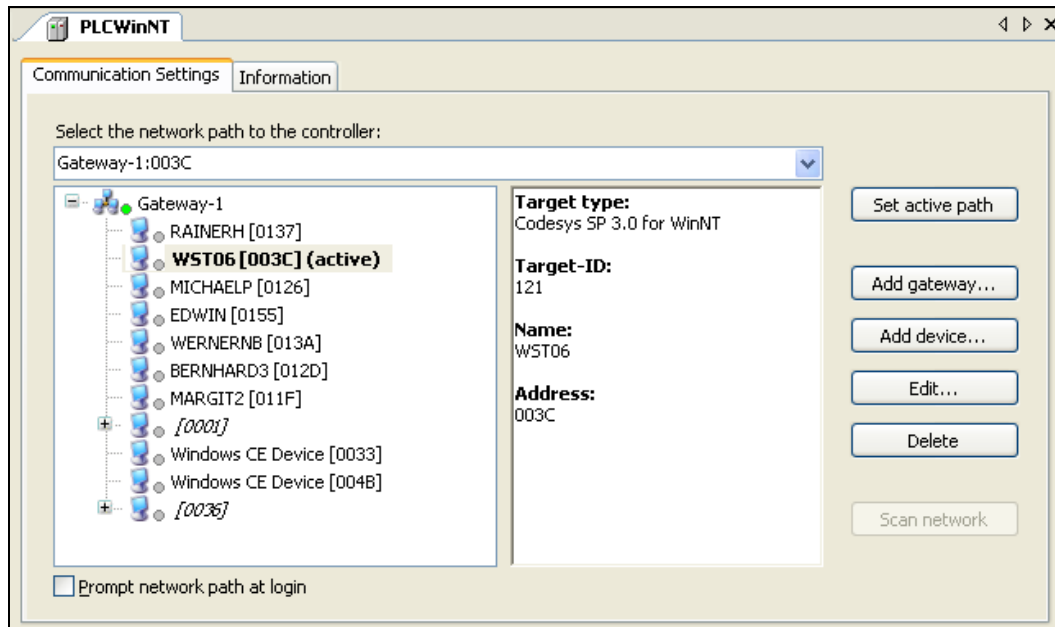 PLCWinNT
Communication Settings
Information
Select the network path to the controller:
Gateway-1:003C
Gateway-1
RAINERH [0137]
WST06 [003C] (active)
MICHAELP [0126]
EDWIN [0155]
WERNERNB [013A]
BERNHARD3 [012D]
MARGIT2 [011F]
[0001]
Windows CE Device [0033]
Windows CE Device [004B]
[0036]
Target type:
Codesys SP 3.0 for WinNT
Target-ID:
121
Name:
WST06
Address:
003C
Set active path
Add gateway...
Add device...
Edit...
Delete
Scan network
Prompt network path at login